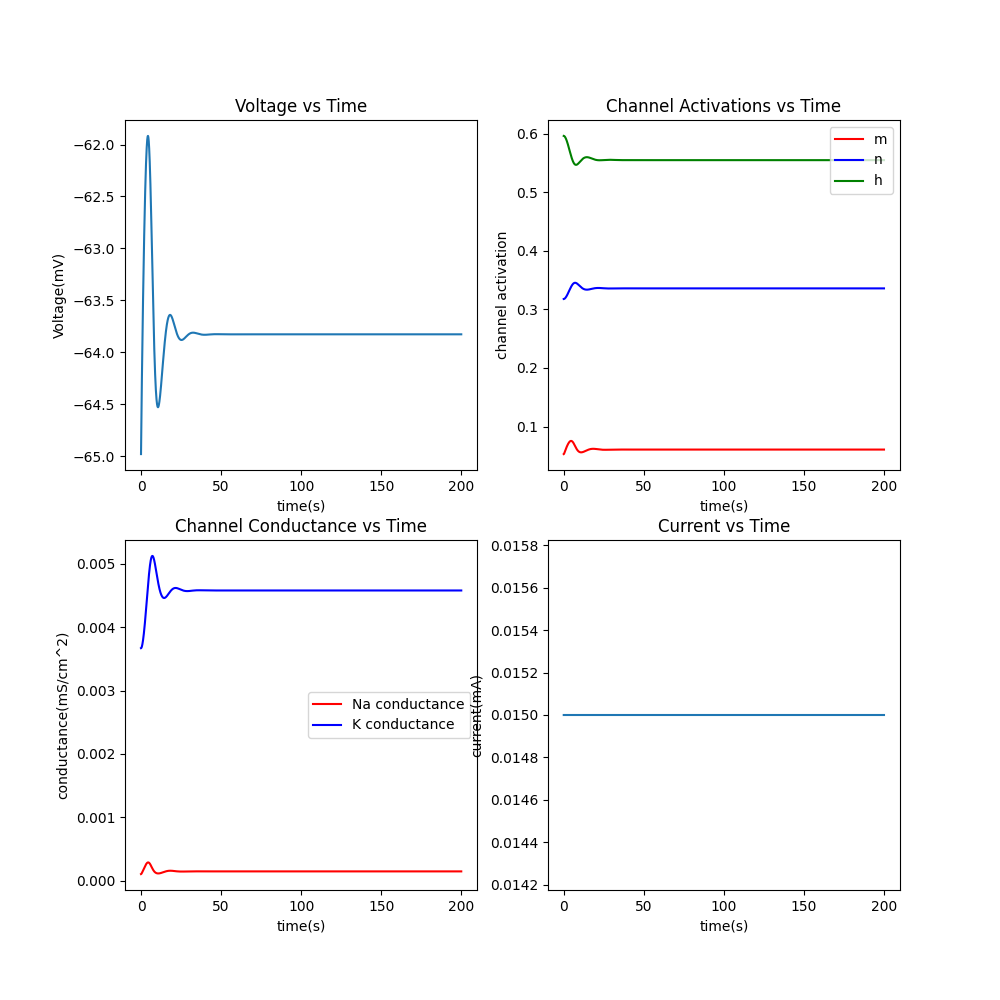 Voltage vs Time
Voltage(mV)
−62.0
−62.5
−63.0
−63.5
−64.0
−64.5
−65.0
0 50 100 150 200
time(s)
Channel Activations vs Time
channel activation
0.6
0.5
0.4
0.3
0.2
0.1
m
n
h
0 50 100 150 200
time(s)
Channel Conductance vs Time
conductance(mS/cm^2)
0.005
0.004
0.003
0.002
0.001
0.000
Na conductance
K conductance
0 50 100 150 200
time(s)
Current vs Time
current(mA)
0.0158
0.0156
0.0154
0.0152
0.0150
0.0148
0.0146
0.0144
0.0142
0 50 100 150 200
time(s)